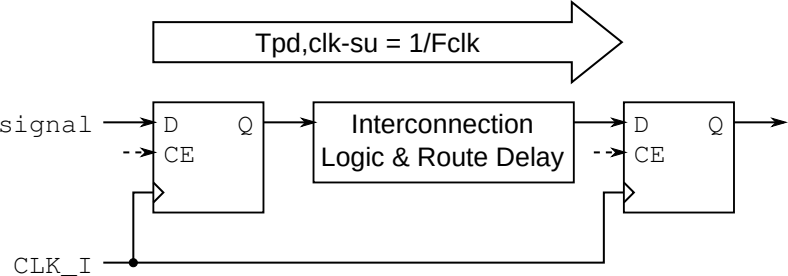 Tpd,clk-su = 1/Fclk
signal
D Q
CE
Interconnection
Logic & Route Delay
D Q
CE
CLK_I